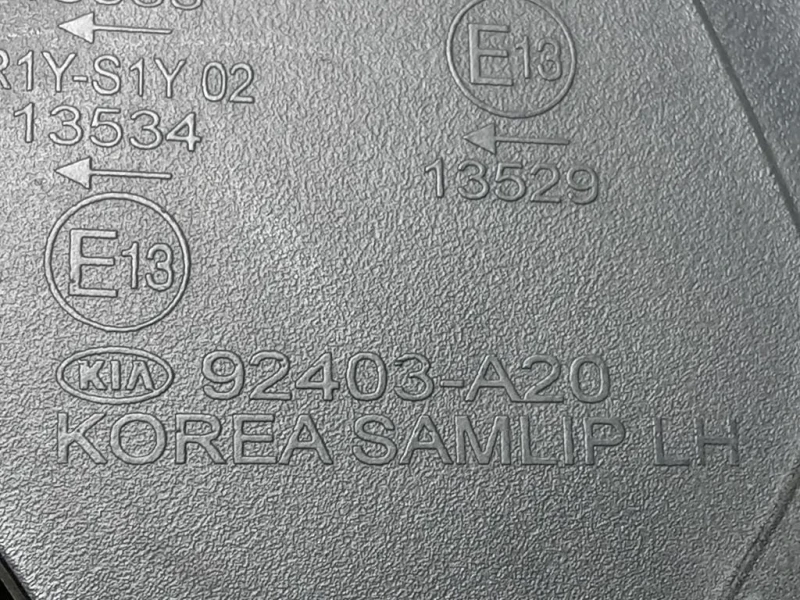 R1Y-S1Y 02
13534
E13
13529
E13
KIA 92403-A20
KOREA SAMLIP LH